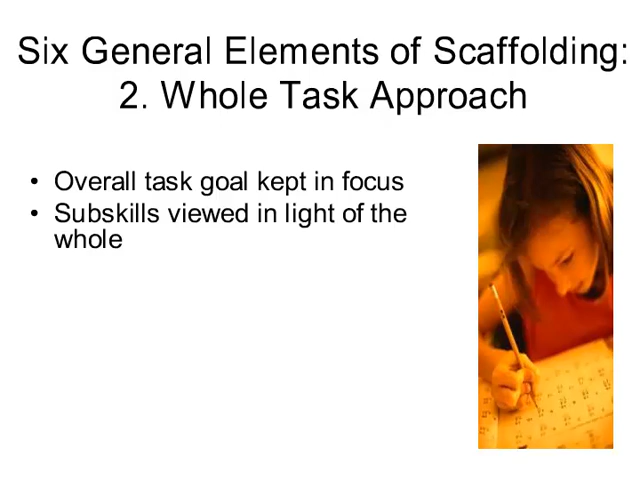 Six General Elements of Scaffolding:
2. Whole Task Approach
• Overall task goal kept in focus
• Subskills viewed in light of the
whole